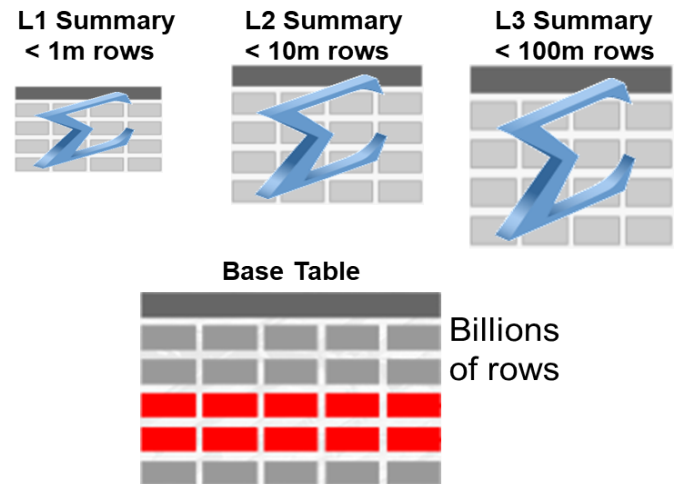 L1 Summary
< 1m rows
L2 Summary
< 10m rows
L3 Summary
< 100m rows
Base Table
Billions
of rows